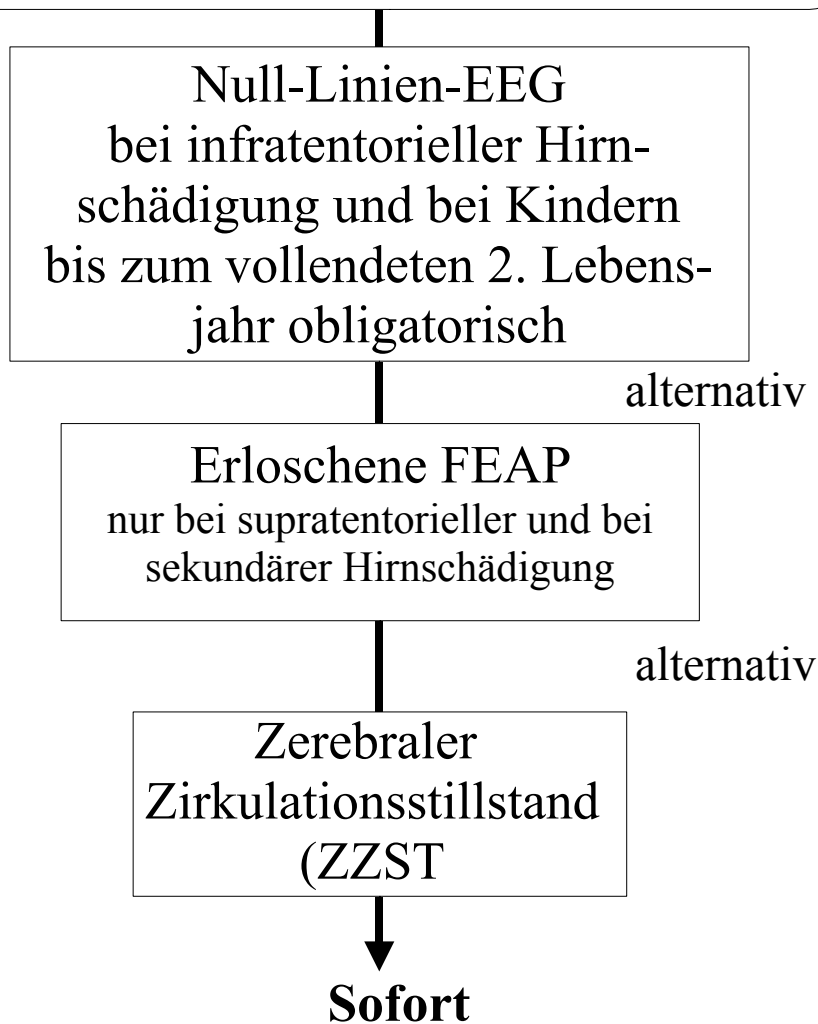 Null-Linien-EEG
bei infratentorieller Hirn-
schädigung und bei Kindern
bis zum vollendeten 2. Lebens-
jahr obligatorisch
alternativ
Erloschene FEAP
nur bei supratentorieller und bei
sekundärer Hirnschädigung
alternativ
Zerebraler
Zirkulationsstillstand
(ZZST
Sofort